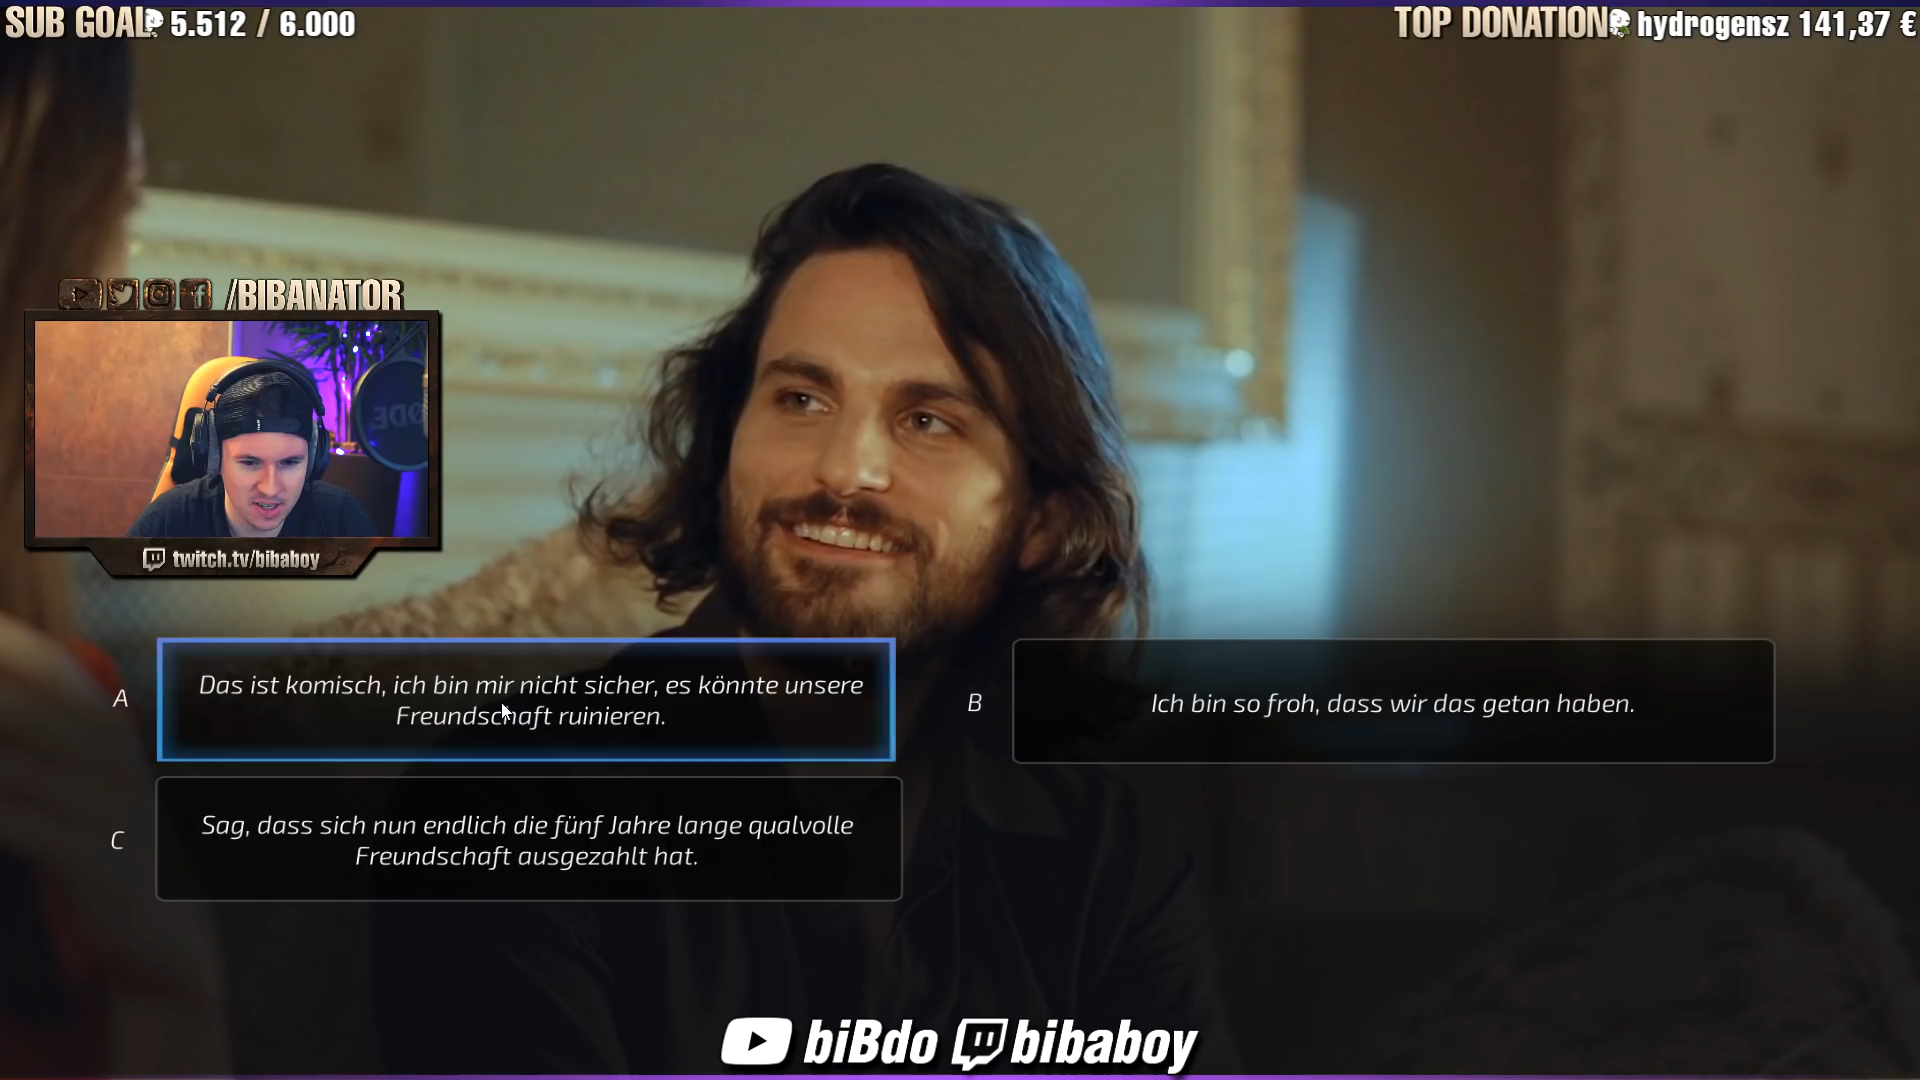 SUB GOAL 5.512 / 6.000
TOP DONATION hydrogensz 141,37 €
/BIBANATOR
twitch.tv/bibaboy
A
Das ist komisch, ich bin mir nicht sicher, es könnte unsere
Freundschaft ruinieren.
B
Ich bin so froh, dass wir das getan haben.
C
Sag, dass sich nun endlich die fünf Jahre lange qualvolle
Freundschaft ausgezahlt hat.
biBdo bibaboy